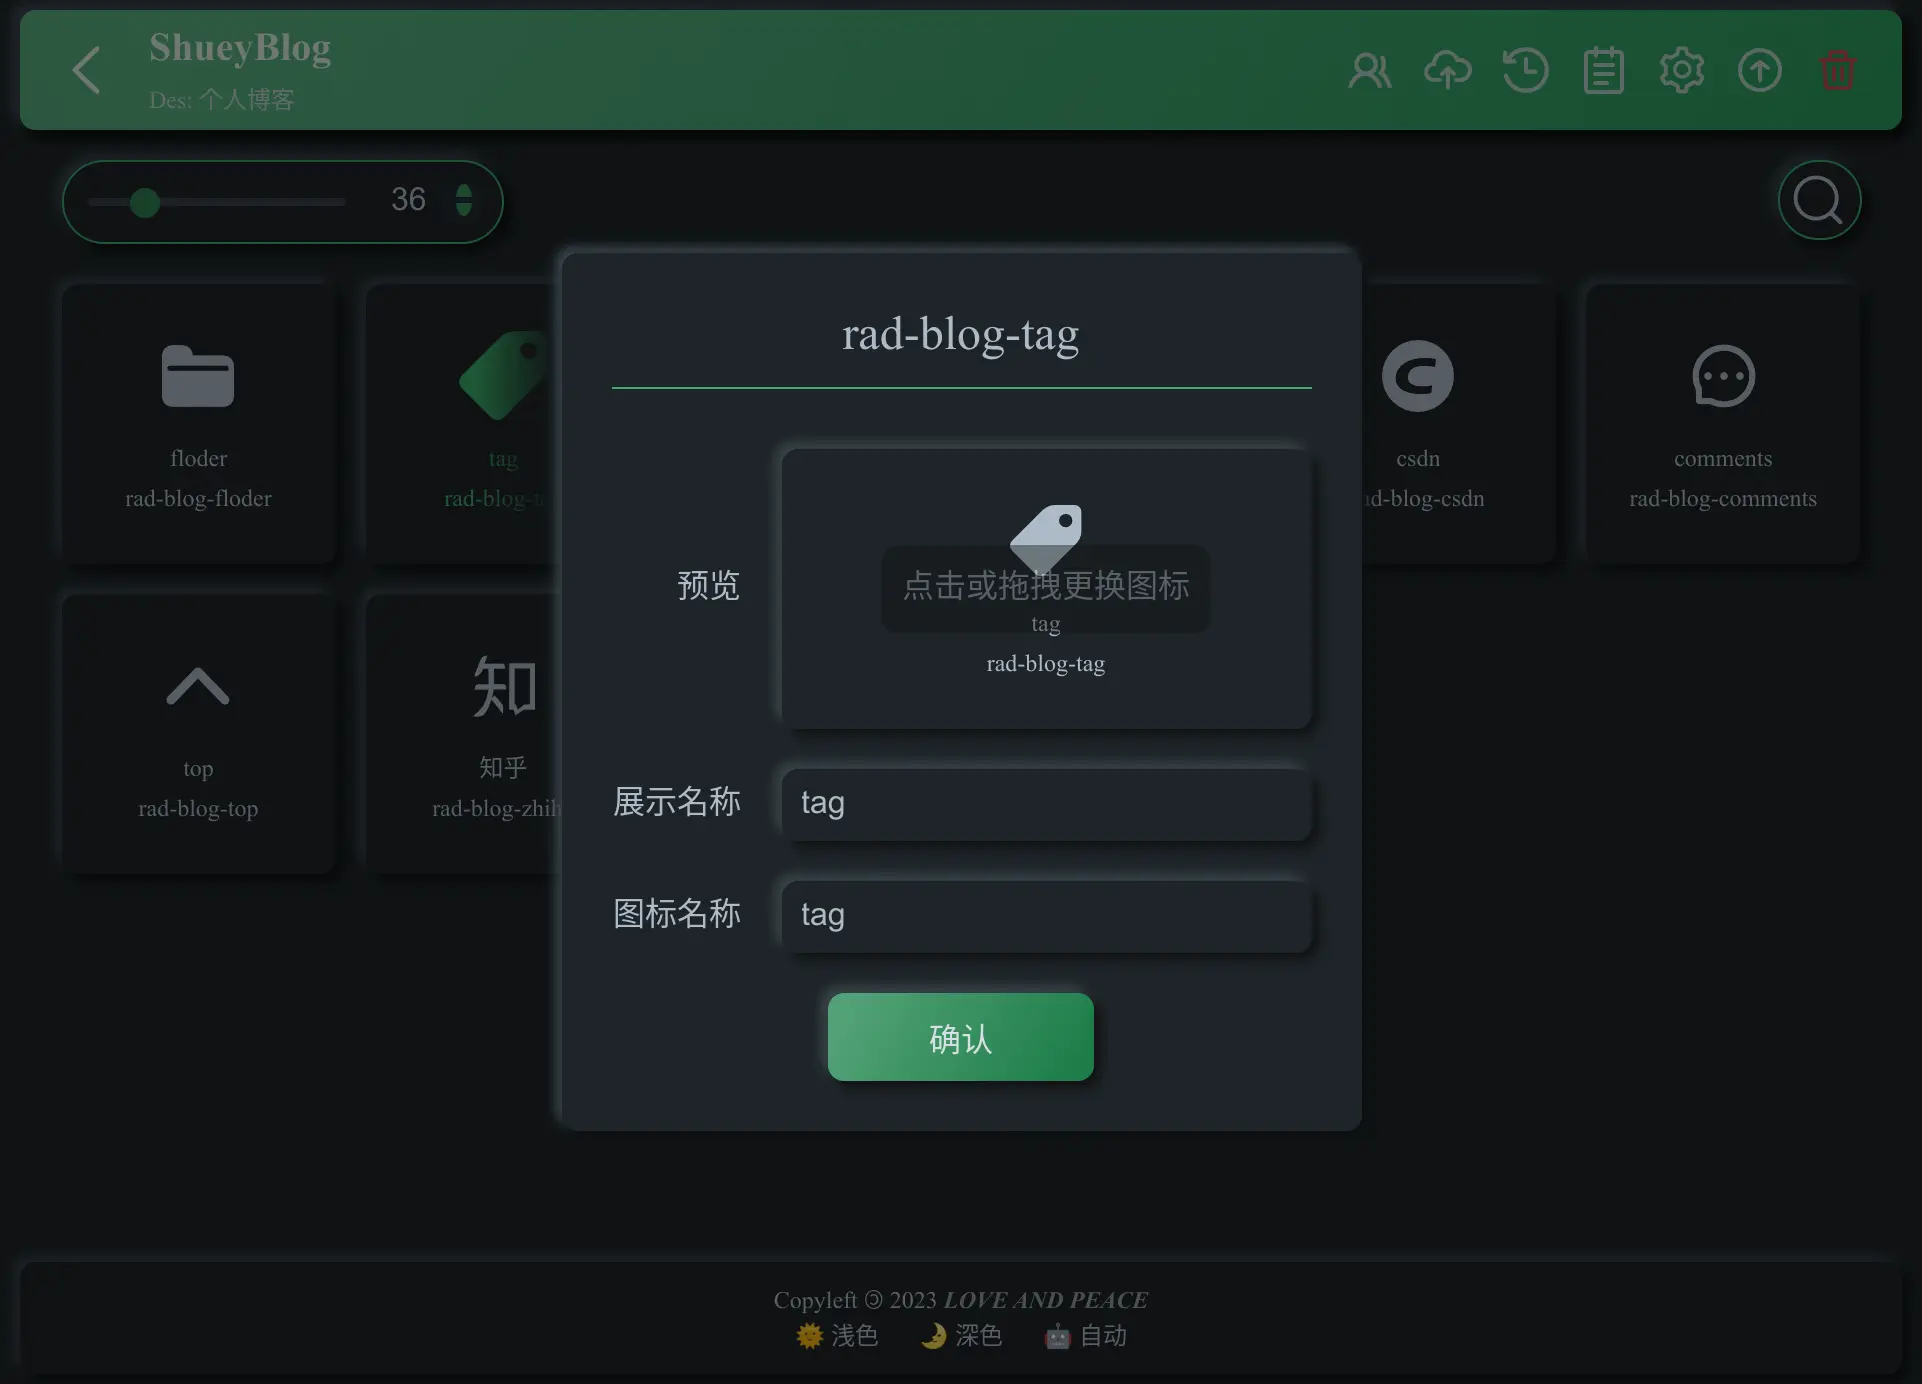 ShueyBlog
Des: 个人博客
36
floder
rad-blog-floder
tag
rad-blog-ta
csdn
ad-blog-csdn
comments
rad-blog-comments
top
rad-blog-top
知
知乎
rad-blog-zhih
rad-blog-tag
预览
点击或拖拽更换图标
tag
rad-blog-tag
展示名称
tag
图标名称
tag
确认
Copyleft 🄯 2023 LOVE AND PEACE
🌞 浅色 🌛 深色 🤖 自动